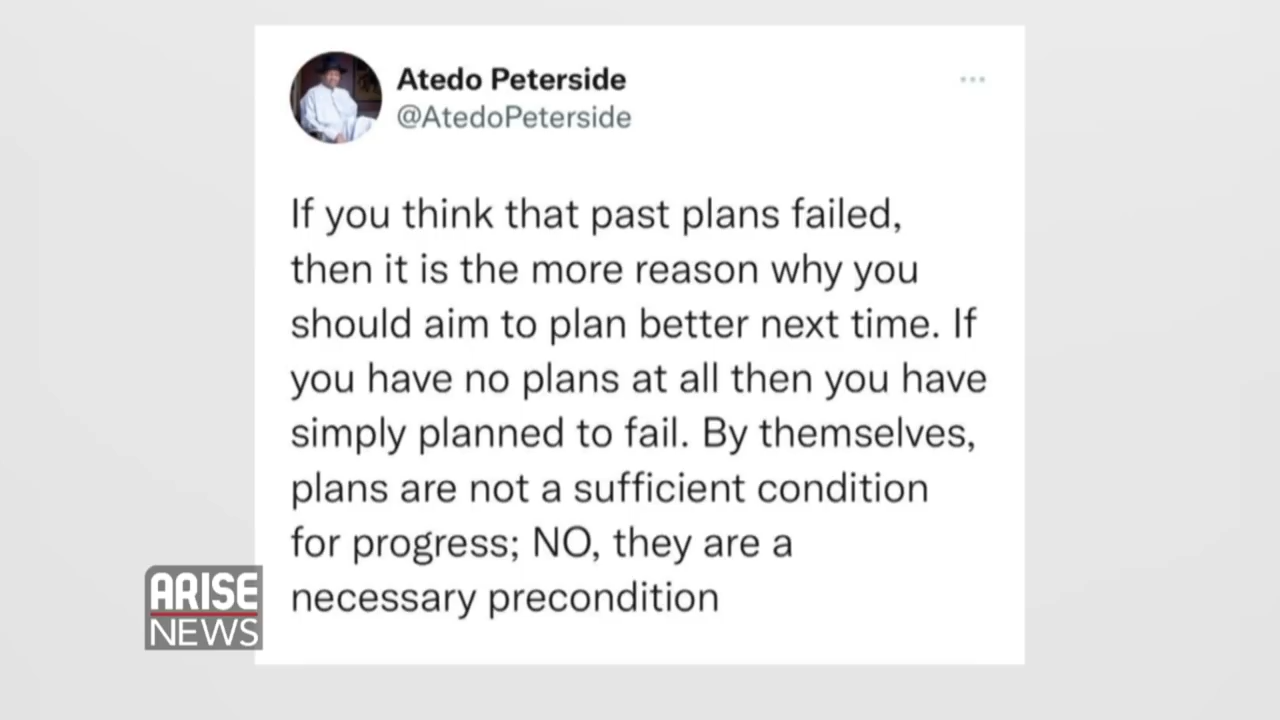 Atedo Peterside
@AtedoPeterside
If you think that past plans failed,
then it is the more reason why you
should aim to plan better next time. If
you have no plans at all then you have
simply planned to fail. By themselves,
plans are not a sufficient condition
for progress; NO, they are a
necessary precondition
ARISE
NEWS